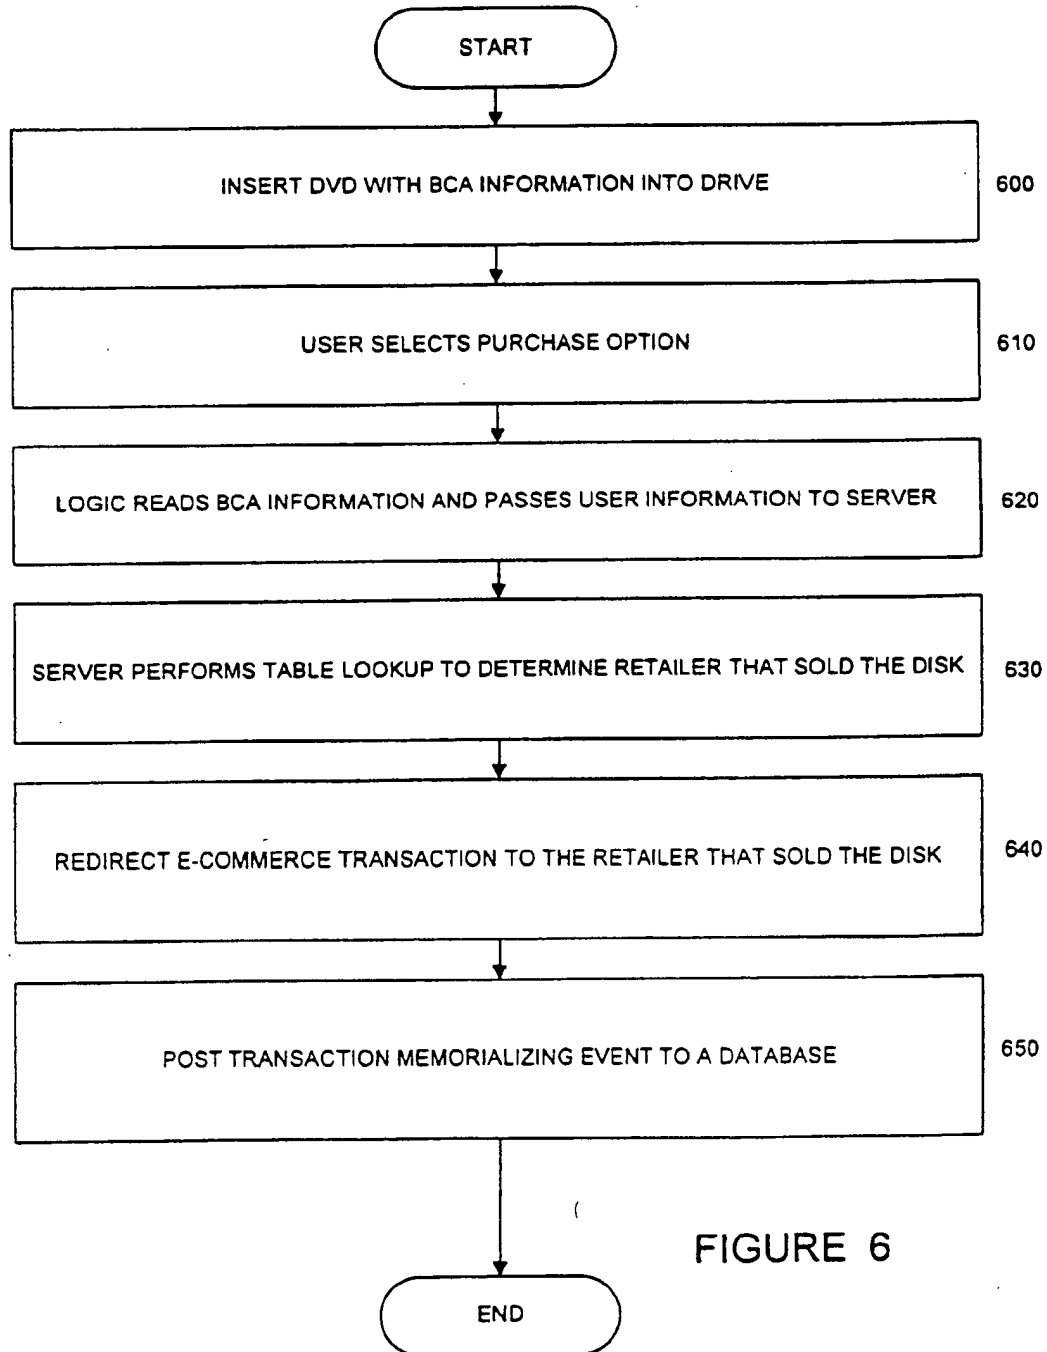 START
INSERT DVD WITH BCA INFORMATION INTO DRIVE
600
USER SELECTS PURCHASE OPTION
610
LOGIC READS BCA INFORMATION AND PASSES USER INFORMATION TO SERVER
620
SERVER PERFORMS TABLE LOOKUP TO DETERMINE RETAILER THAT SOLD THE DISK
630
REDIRECT E-COMMERCE TRANSACTION TO THE RETAILER THAT SOLD THE DISK
640
POST TRANSACTION MEMORIALIZING EVENT TO A DATABASE
650
FIGURE 6
END